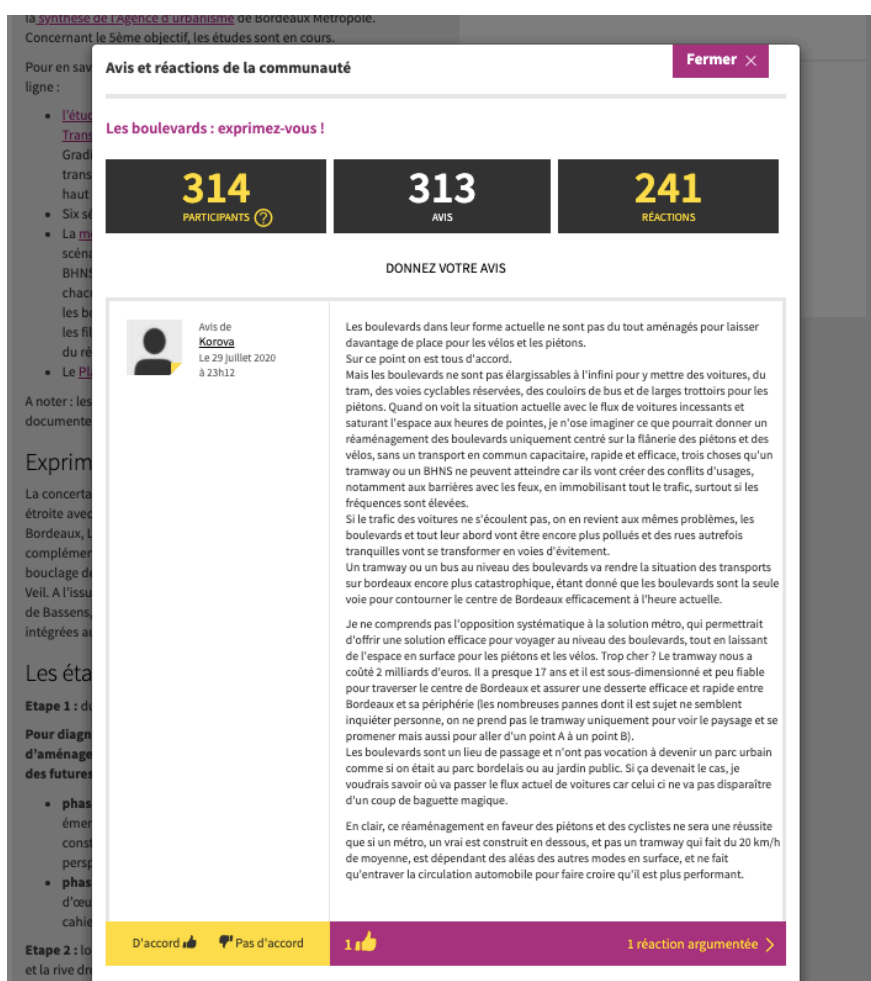 la synthèse de l'Agence d'urbanisme de Bordeaux Métropole.
Concernant le 5ème objectif, les études sont en cours.
Pour en sav
ligne :
l'étud
Trans
Gradi
trans
haut
Six sé
La m
scéna
BHNS
chacu
les bo
les fil
du ré
Le Pl
A noter : les
documente
Exprim
La concerta
étroite avec
Bordeaux, L
complémen
bouclage de
Veil. A l'issu
de Bassens,
intégrées au
Les éta
Etape 1 : du
Pour diagn
d'aménage
des futures
phas
émer
const
persp
phas
d'œu
cahie
Etape 2 : lo
et la rive dro
Avis et réactions de la communauté
Fermer ×
Les boulevards : exprimez-vous !
314
PARTICIPANTS ?
313
AVIS
241
RÉACTIONS
DONNEZ VOTRE AVIS
Avis de
Korova
Le 29 juillet 2020
à 23h12
Les boulevards dans leur forme actuelle ne sont pas du tout aménagés pour laisser
davantage de place pour les vélos et les piétons.
Sur ce point on est tous d'accord.
Mais les boulevards ne sont pas élargissables à l'infini pour y mettre des voitures, du
tram, des voies cyclables réservées, des couloirs de bus et de larges trottoirs pour les
piétons. Quand on voit la situation actuelle avec le flux de voitures incessants et
saturant l'espace aux heures de pointes, je n'ose imaginer ce que pourrait donner un
réaménagement des boulevards uniquement centré sur la flânerie des piétons et des
vélos, sans un transport en commun capacitaire, rapide et efficace, trois choses qu'un
tramway ou un BHNS ne peuvent atteindre car ils vont créer des conflits d'usages,
notamment aux barrières avec les feux, en immobilisant tout le trafic, surtout si les
fréquences sont élevées.
Si le trafic des voitures ne s'écoulent pas, on en revient aux mêmes problèmes, les
boulevards et tout leur abord vont être encore plus pollués et des rues autrefois
tranquilles vont se transformer en voies d'évitement.
Un tramway ou un bus au niveau des boulevards va rendre la situation des transports
sur bordeaux encore plus catastrophique, étant donné que les boulevards sont la seule
voie pour contourner le centre de Bordeaux efficacement à l'heure actuelle.
Je ne comprends pas l'opposition systématique à la solution métro, qui permettrait
d'offrir une solution efficace pour voyager au niveau des boulevards, tout en laissant
de l'espace en surface pour les piétons et les vélos. Trop cher ? Le tramway nous a
coûté 2 milliards d'euros. Il a presque 17 ans et il est sous-dimensionné et peu fiable
pour traverser le centre de Bordeaux et assurer une desserte efficace et rapide entre
Bordeaux et sa périphérie (les nombreuses pannes dont il est sujet ne semblent
inquiéter personne, on ne prend pas le tramway uniquement pour voir le paysage et se
promener mais aussi pour aller d'un point A à un point B).
Les boulevards sont un lieu de passage et n'ont pas vocation à devenir un parc urbain
comme si on était au parc bordelais ou au jardin public. Si ça devenait le cas, je
voudrais savoir où va passer le flux actuel de voitures car celui ci ne va pas disparaître
d'un coup de baguette magique.
En clair, ce réaménagement en faveur des piétons et des cyclistes ne sera une réussite
que si un métro, un vrai est construit en dessous, et pas un tramway qui fait du 20 km/h
de moyenne, est dépendant des aléas des autres modes en surface, et ne fait
qu'entraver la circulation automobile pour faire croire qu'il est plus performant.
D'accord
Pas d'accord
1
1 réaction argumentée